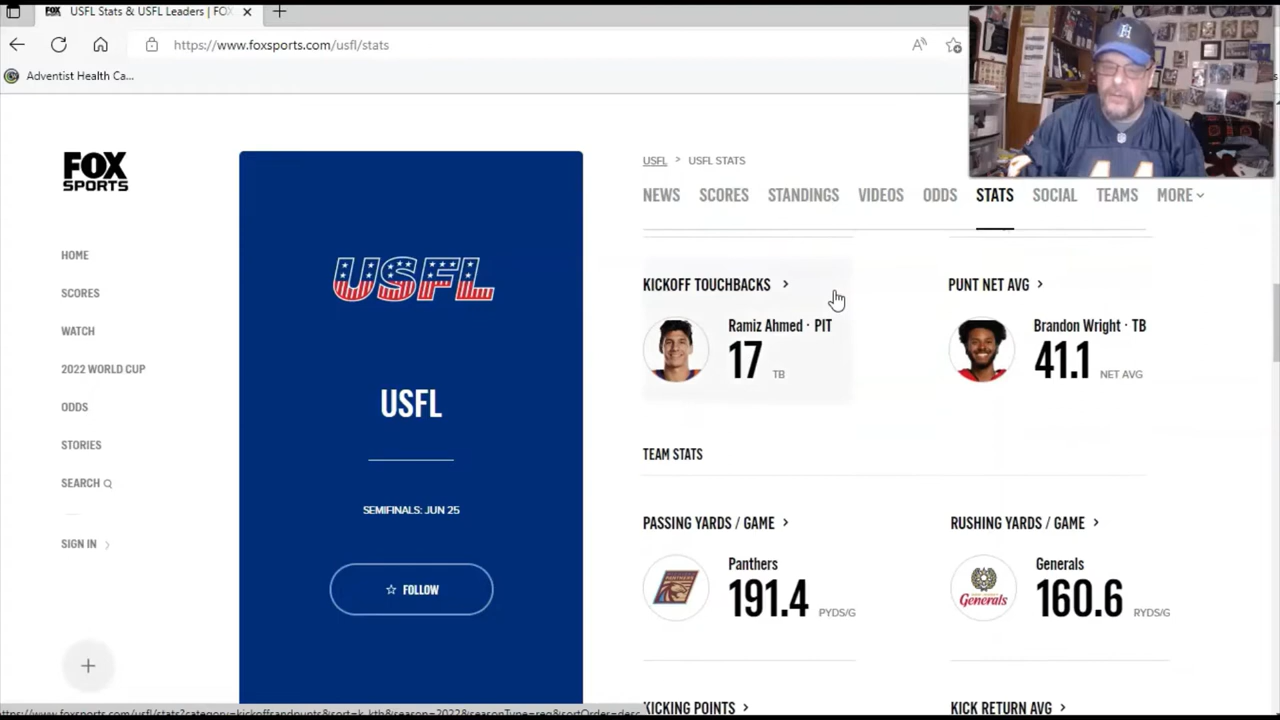 USFL Stats & USFL Leaders | FOX
https://www.foxsports.com/usfl/stats
Adventist Health Ca...
FOX
SPORTS
HOME
SCORES
WATCH
2022 WORLD CUP
ODDS
STORIES
SEARCH
SIGN IN
USFL
USFL
SEMIFINALS: JUN 25
FOLLOW
USFL > USFL STATS
NEWS SCORES STANDINGS VIDEOS ODDS STATS SOCIAL TEAMS MORE
KICKOFF TOUCHBACKS
Ramiz Ahmed · PIT
17 TB
PUNT NET AVG
Brandon Wright · TB
41.1 NET AVG
TEAM STATS
PASSING YARDS / GAME
Panthers
191.4 PYDS/G
RUSHING YARDS / GAME
Generals
Generals
160.6 RYDS/G
KICKING POINTS
KICK RETURN AVG